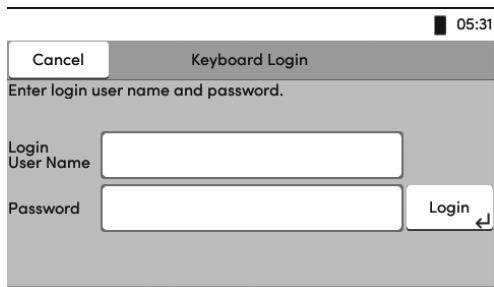 05:31
Cancel
Keyboard Login
Enter login user name and password.
Login
User Name
Password
Login